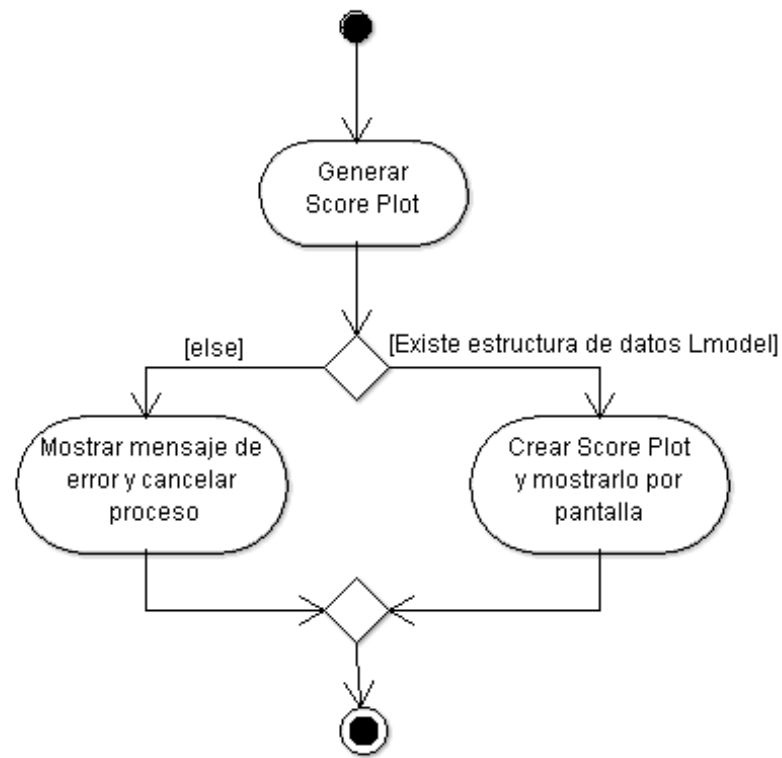 Generar
Score Plot
[else]
[Existe estructura de datos Lmodel]
Mostrar mensaje de
error y cancelar
proceso
Crear Score Plot
y mostrarlo por
pantalla